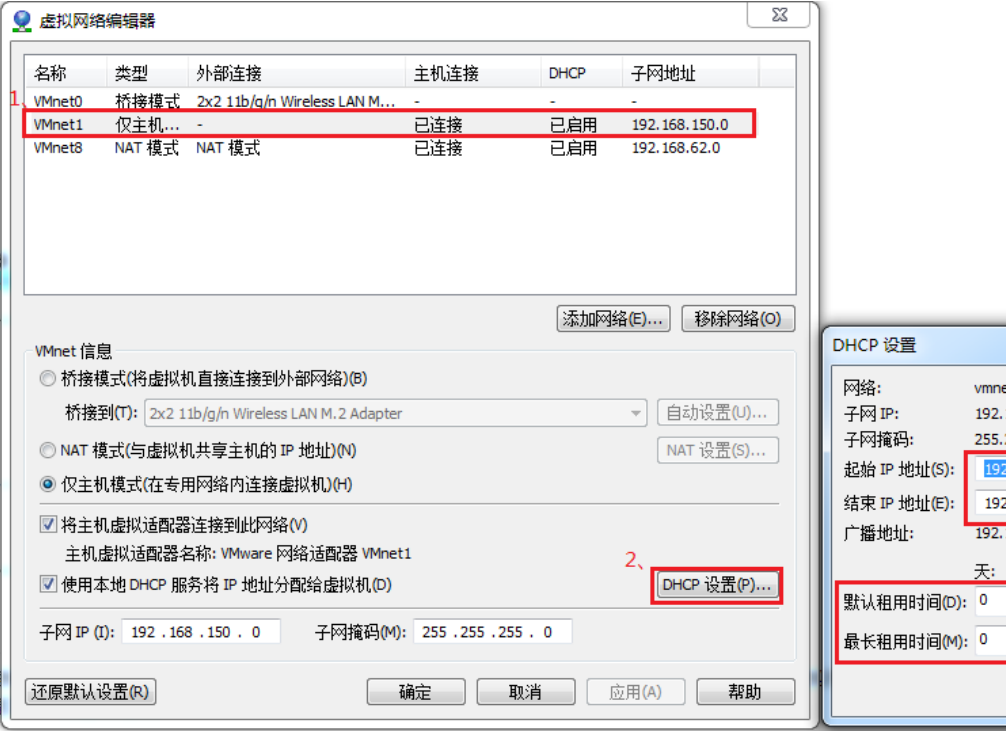 虚拟网络编辑器
名称 类型 外部连接 主机连接 DHCP 子网地址
1、
VMnet0 桥接模式 2x2 11b/g/n Wireless LAN M... - - -
VMnet1 仅主机... - 已连接 已启用 192.168.150.0
VMnet8 NAT 模式 NAT 模式 已连接 已启用 192.168.62.0
添加网络(E)... 移除网络(O)
VMnet 信息
桥接模式(将虚拟机直接连接到外部网络)(B)
桥接到(T): 2x2 11b/g/n Wireless LAN M.2 Adapter 自动设置(U)...
NAT 模式(与虚拟机共享主机的 IP 地址)(N) NAT 设置(S)...
仅主机模式(在专用网络内连接虚拟机)(H)
将主机虚拟适配器连接到此网络(V)
主机虚拟适配器名称: VMware 网络适配器 VMnet1
2、
使用本地 DHCP 服务将 IP 地址分配给虚拟机(D) DHCP 设置(P)...
子网 IP (I): 192 .168 .150 . 0 子网掩码(M): 255 .255 .255 . 0
还原默认设置(R) 确定 取消 应用(A) 帮助
DHCP 设置
网络: vmne
子网 IP: 192.
子网掩码: 255.
起始 IP 地址(S): 192
结束 IP 地址(E): 192
广播地址: 192.
天:
默认租用时间(D): 0
最长租用时间(M): 0